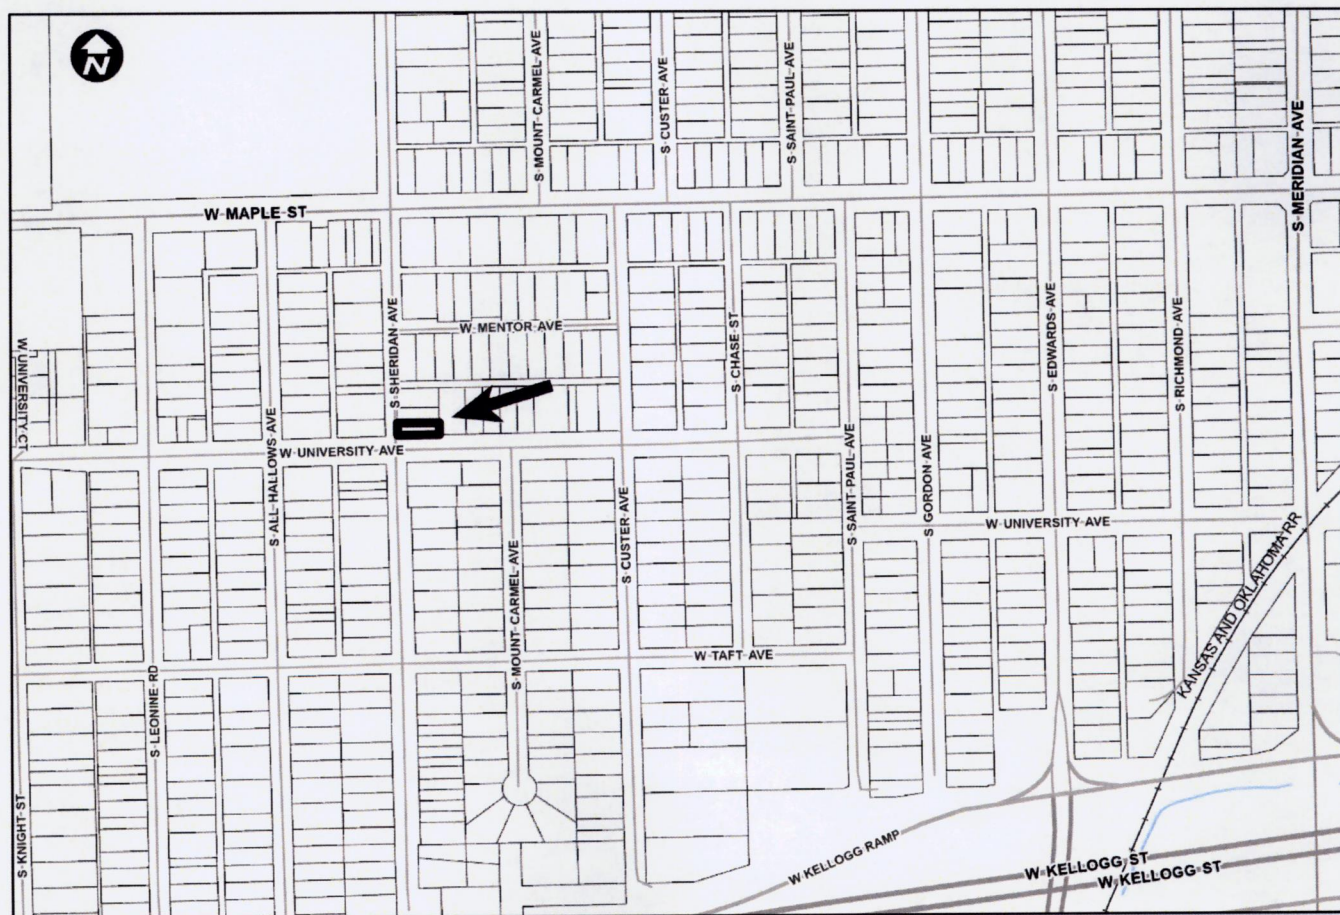 N
S MOUNT CARMEL AVE
S CUSTER AVE
S SAINT PAUL AVE
S MERIDIAN AVE
W MAPLE ST
W UNIVERSITY CT
S SHERIDAN AVE
W MENTOR AVE
S CHASE ST
S EDWARDS AVE
S RICHMOND AVE
S ALL HALLOWS AVE
W UNIVERSITY AVE
S SAINT PAUL AVE
S GORDON AVE
S CUSTER AVE
W UNIVERSITY AVE
S MOUNT CARMEL AVE
KANSAS AND OKLAHOMA RR
W TAFT AVE
S LEONINE RD
S KNIGHT ST
W KELLOGG RAMP
W KELLOGG ST
W KELLOGG ST